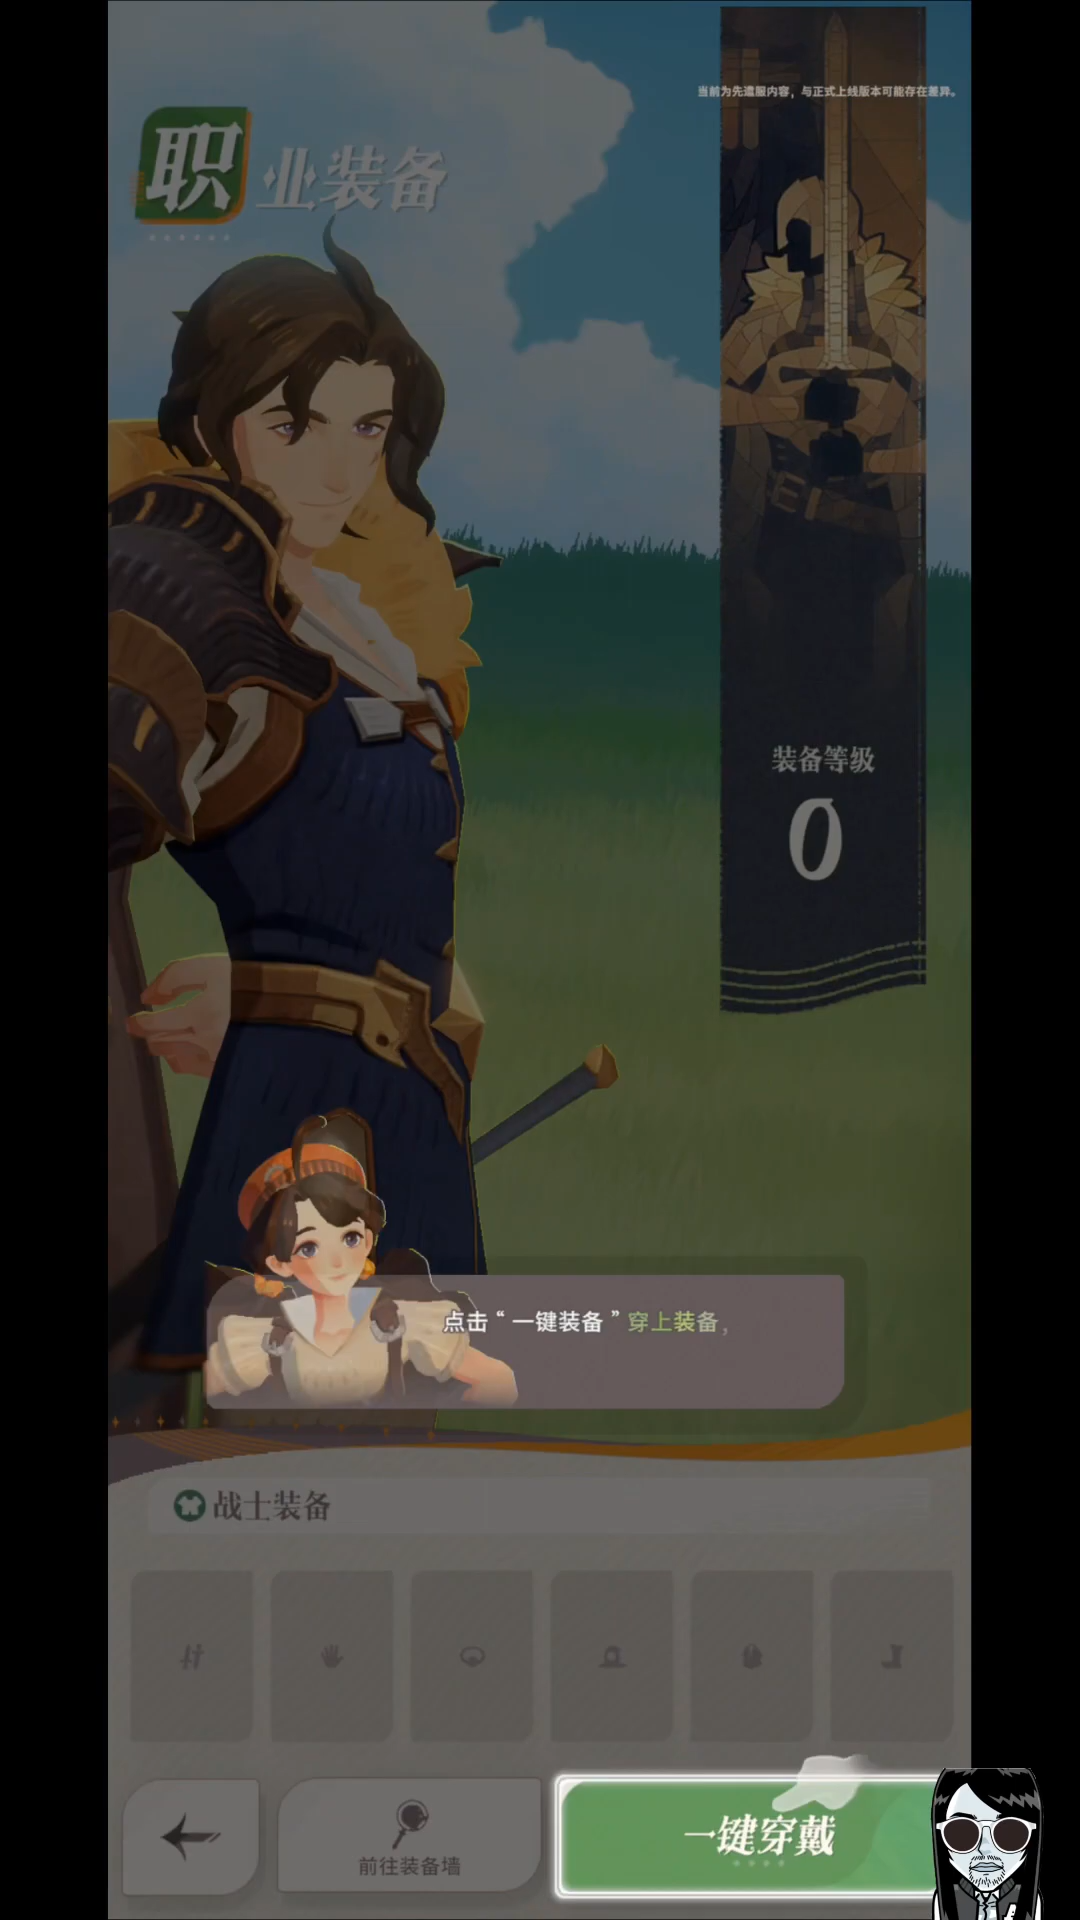 当前为先遣服内容，与正式上线版本可能存在差异。
职业装备
装备等级
0
点击“一键装备”穿上装备，
战士装备
前往装备墙
一键穿戴